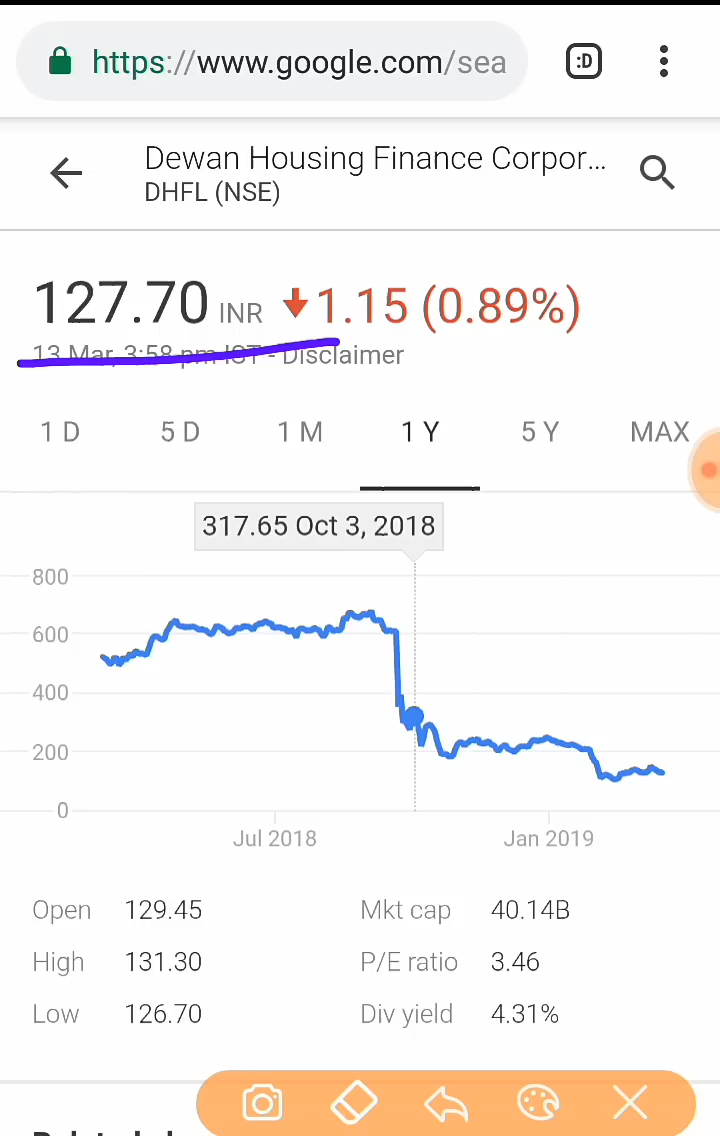 https://www.google.com/sea
:D
Dewan Housing Finance Corpor...
DHFL (NSE)
127.70 INR 1.15 (0.89%)
13 Mar, 3:58 pm IST - Disclaimer
1 D 5 D 1 M 1 Y 5 Y MAX
317.65 Oct 3, 2018
800
600
400
200
0
Jul 2018 Jan 2019
Open 129.45 Mkt cap 40.14B
High 131.30 P/E ratio 3.46
Low 126.70 Div yield 4.31%